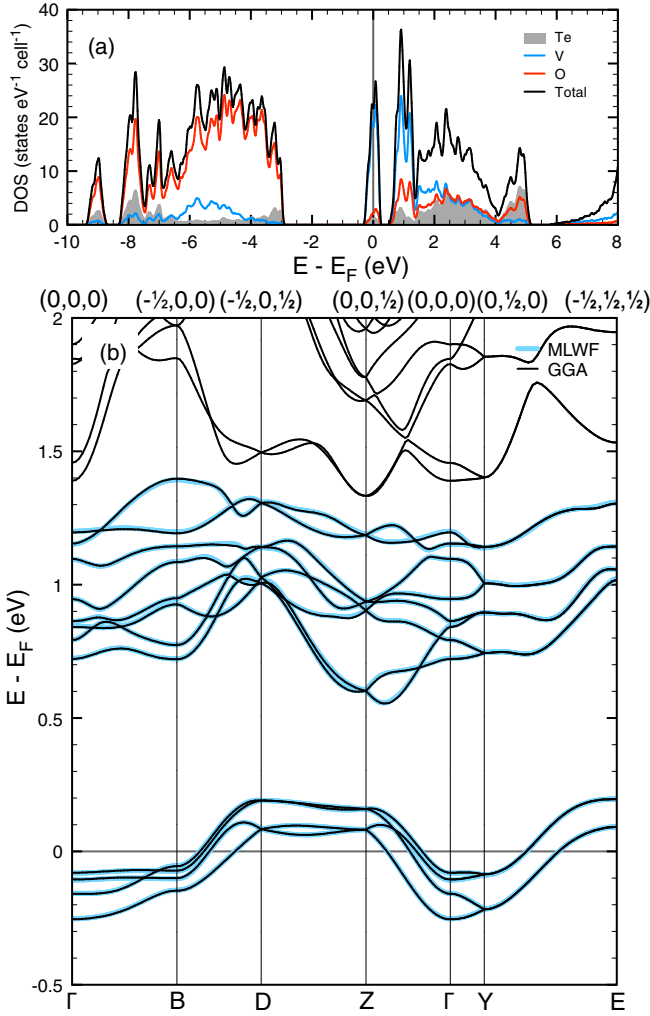 (a)
DOS (states eV⁻¹ cell⁻¹)
40
30
20
10
0
Te
V
O
Total
-10 -8 -6 -4 -2 0 2 4 6 8
E - E_F (eV)
(0,0,0) (-½,0,0) (-½,0,½) (0,0,½) (0,0,0) (0,½,0) (-½,½,½)
(b)
E - E_F (eV)
2
1.5
1
0.5
0
-0.5
MLWF
GGA
Γ B D Z Γ Y E